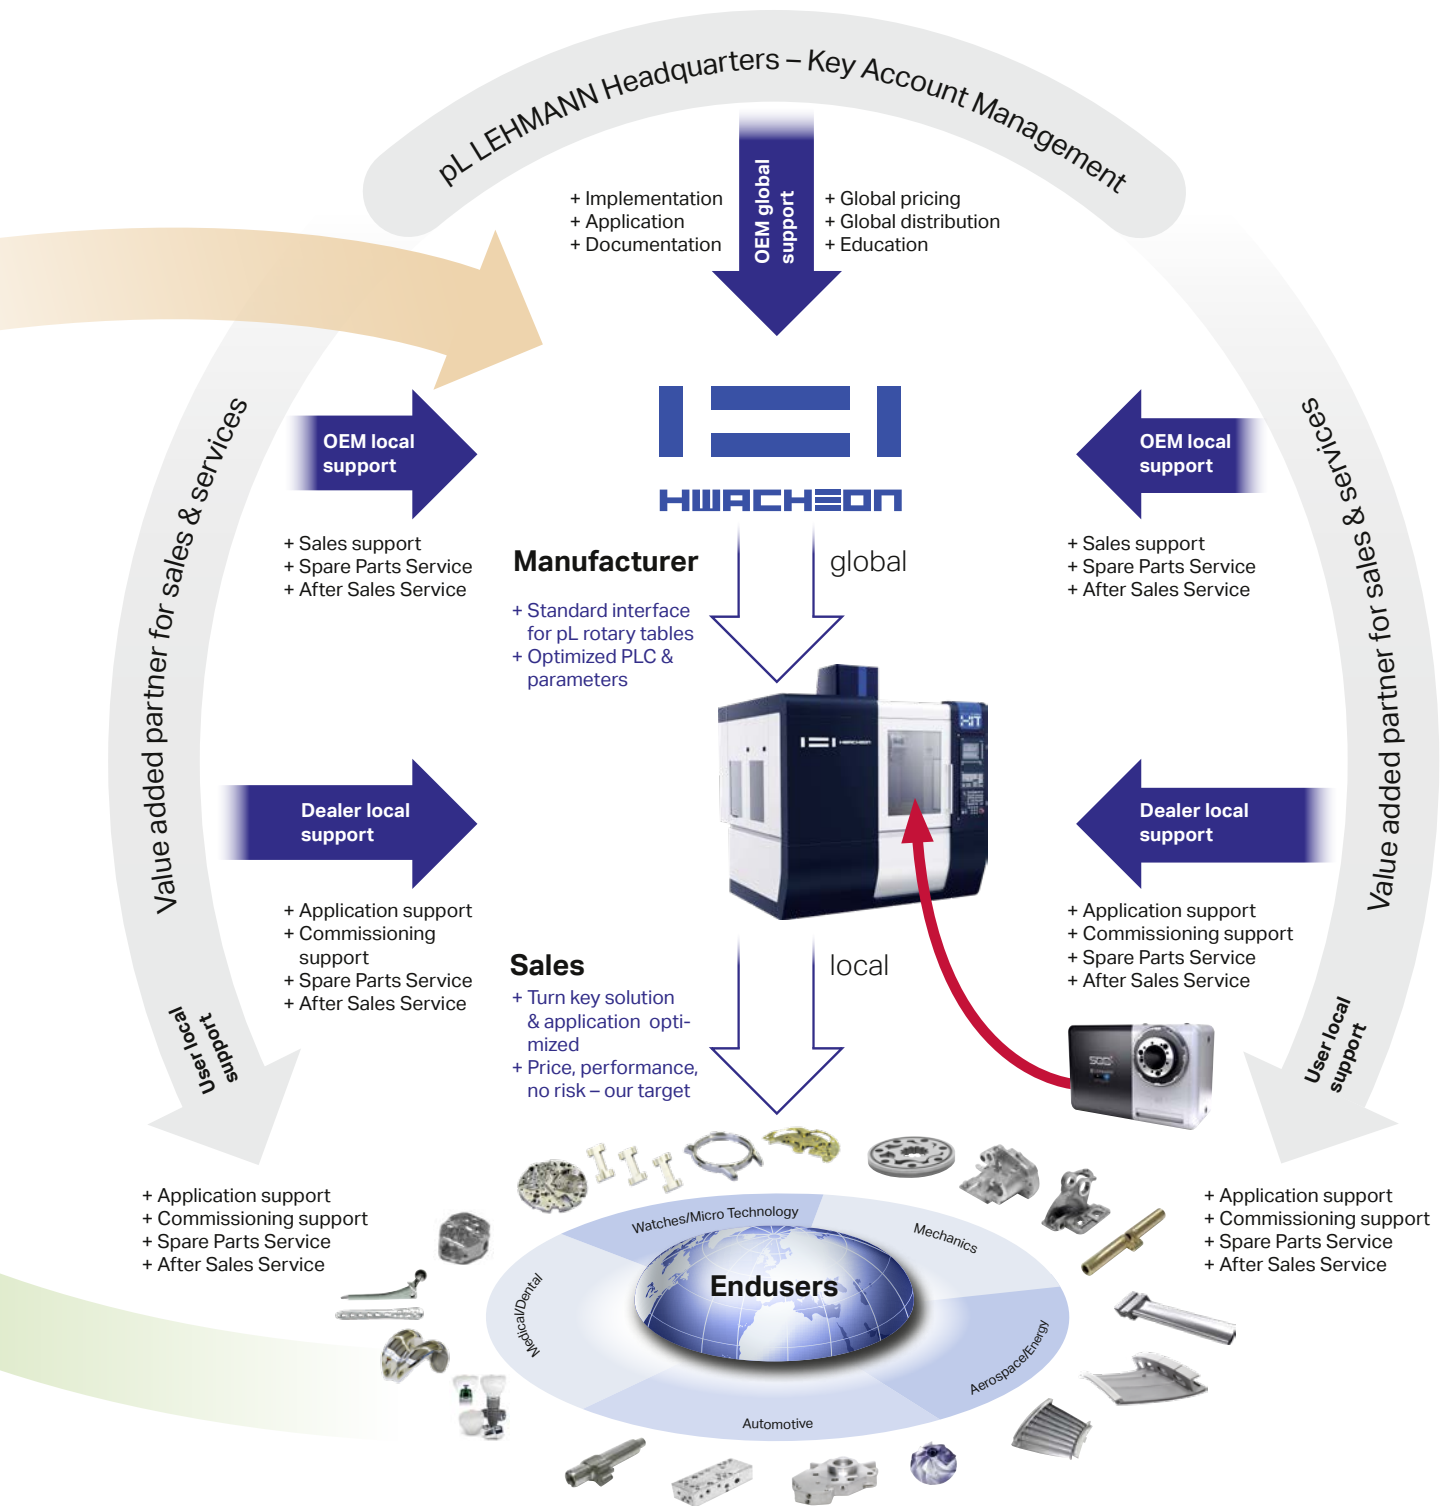 pL LEHMANN Headquarters – Key Account Management
OEM global
support
+ Implementation
+ Application
+ Documentation
+ Global pricing
+ Global distribution
+ Education
Value added partner for sales & services
Value added partner for sales & services
OEM local
support
+ Sales support
+ Spare Parts Service
+ After Sales Service
HWACHEON
OEM local
support
+ Sales support
+ Spare Parts Service
+ After Sales Service
Manufacturer
global
+ Standard interface
for pL rotary tables
+ Optimized PLC &
parameters
HWACHEON
HIT
Dealer local
support
+ Application support
+ Commissioning
support
+ Spare Parts Service
+ After Sales Service
Dealer local
support
+ Application support
+ Commissioning support
+ Spare Parts Service
+ After Sales Service
Sales
local
+ Turn key solution
& application opti-
mized
+ Price, performance,
no risk – our target
User local
support
User local
support
+ Application support
+ Commissioning support
+ Spare Parts Service
+ After Sales Service
+ Application support
+ Commissioning support
+ Spare Parts Service
+ After Sales Service
Watches/Micro Technology
Mechanics
Medical/Dental
Endusers
Aerospace/Energy
Automotive